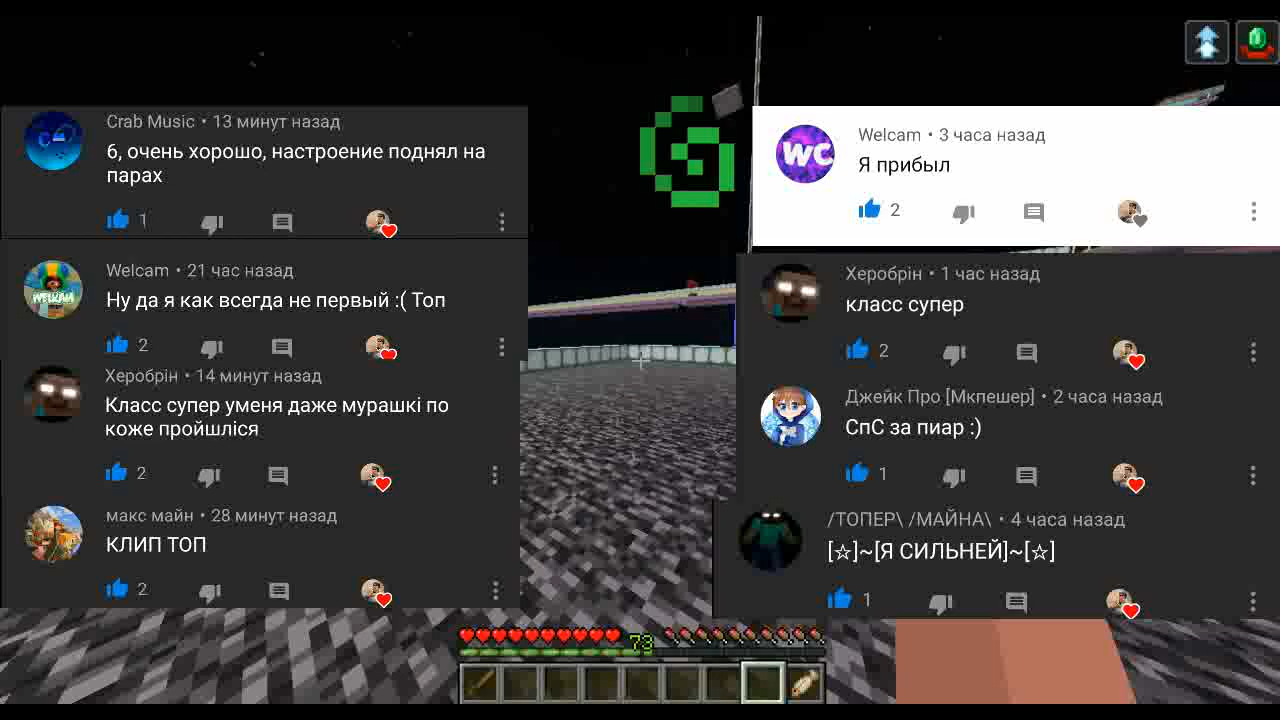 Crab Music • 13 минут назад
6, очень хорошо, настроение поднял на
парах
1
Welcam • 21 час назад
Ну да я как всегда не первый :( Топ
2
Херобрін • 14 минут назад
Класс супер уменя даже мурашкі по
коже пройшліся
2
макс майн • 28 минут назад
КЛИП ТОП
2
WC
Welcam • 3 часа назад
Я прибыл
2
Херобрін • 1 час назад
класс супер
2
Джейк Про [Мкпешер] • 2 часа назад
СпС за пиар :)
1
/ТОПЕР\ /МАЙНА\ • 4 часа назад
[☆]~[Я СИЛЬНЕЙ]~[☆]
1
73